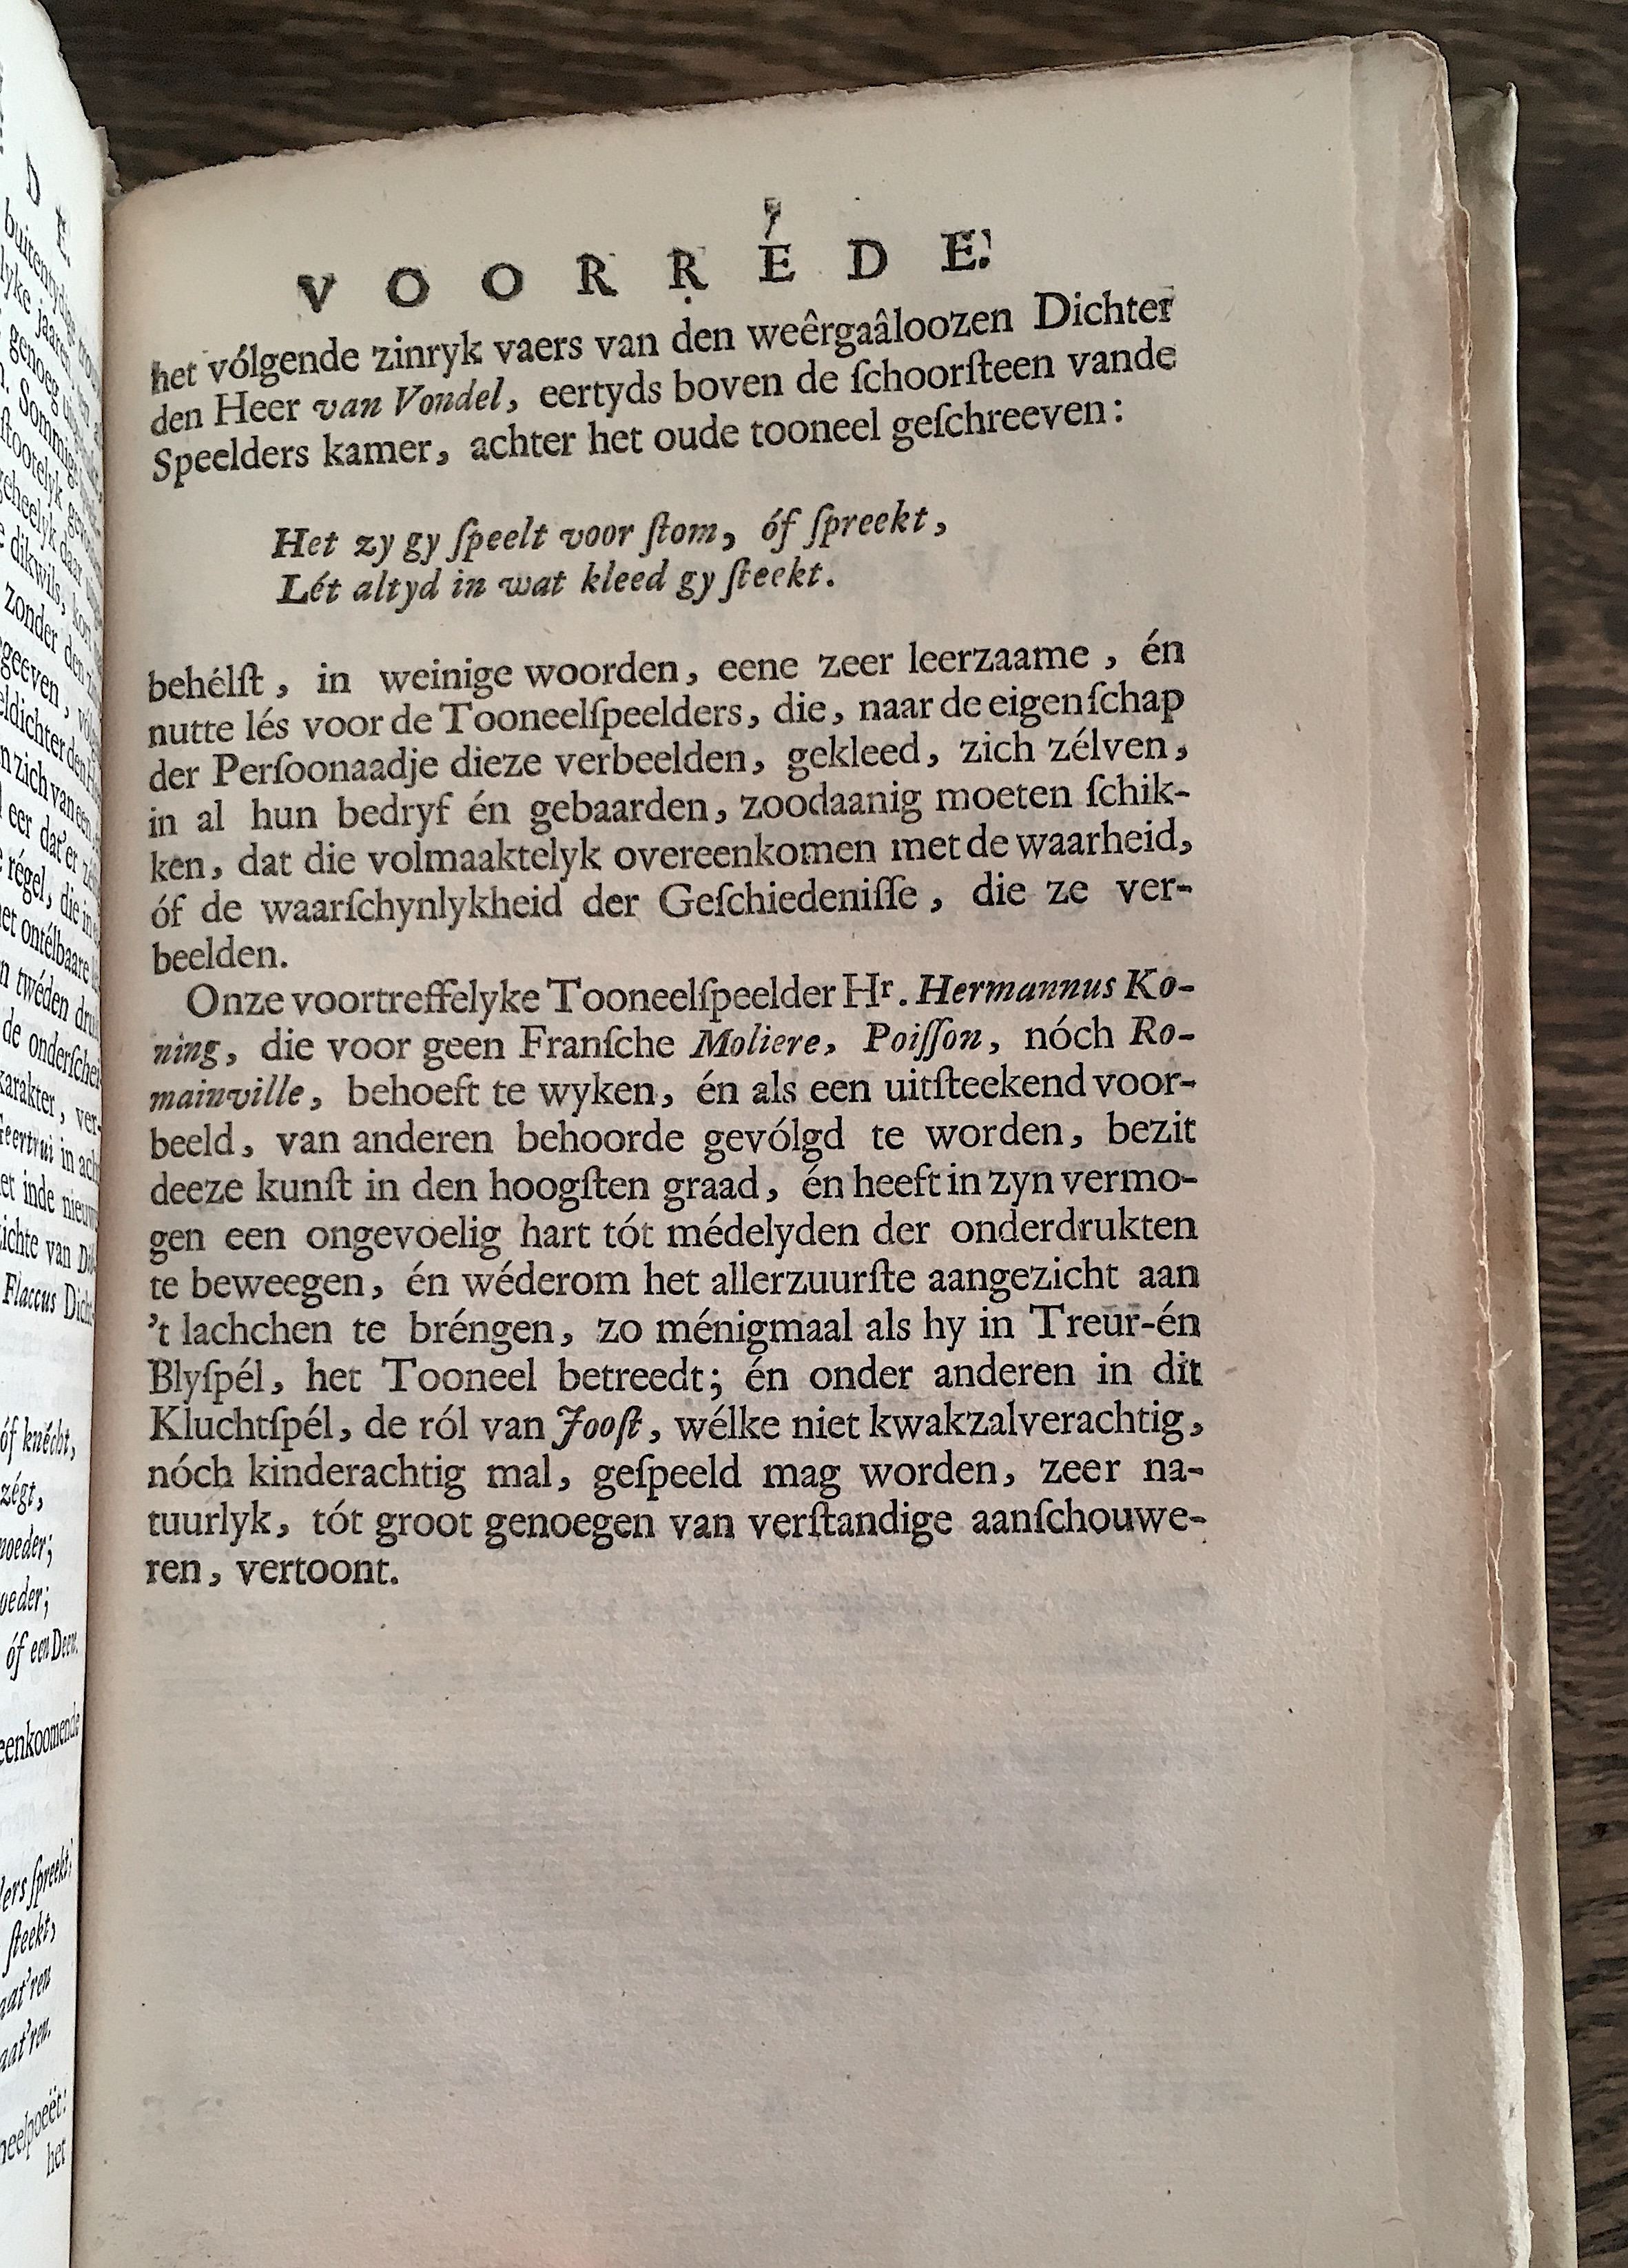 V O O R R E D E.
het vólgende zinryk vaers van den weêrgaâloozen Dichter
den Heer van Vondel, eertyds boven de ſchoorſteen vande
Speelders kamer, achter het oude tooneel geſchreeven:
Het zy gy ſpeelt voor ſtom, óf ſpreekt,
Lét altyd in wat kleed gy ſteekt.
behélſt, in weinige woorden, eene zeer leerzaame, én
nutte lés voor de Tooneelſpeelders, die, naar de eigenſchap
der Perſoonaadje dieze verbeelden, gekleed, zich zélven,
in al hun bedryf én gebaarden, zoodaanig moeten ſchik-
ken, dat die volmaaktelyk overeenkomen met de waarheid,
óf de waarſchynlykheid der Geſchiedeniſſe, die ze ver-
beelden.
Onze voortreffelyke Tooneelſpeelder Hr. Hermannus Ko-
ning, die voor geen Franſche Moliere, Poiſſon, nóch Ro-
mainville, behoeft te wyken, én als een uitſteekend voor-
beeld, van anderen behoorde gevólgd te worden, bezit
deeze kunſt in den hoogſten graad, én heeft in zyn vermo-
gen een ongevoelig hart tót médelyden der onderdrukten
te beweegen, én wéderom het allerzuurſte aangezicht aan
't lachchen te bréngen, zo ménigmaal als hy in Treur-én
Blyſpél, het Tooneel betreedt; én onder anderen in dit
Kluchtſpél, de ról van Jooſt, wélke niet kwakzalverachtig,
nóch kinderachtig mal, geſpeeld mag worden, zeer na-
tuurlyk, tót groot genoegen van verſtandige aanſchouwe-
ren, vertoont.